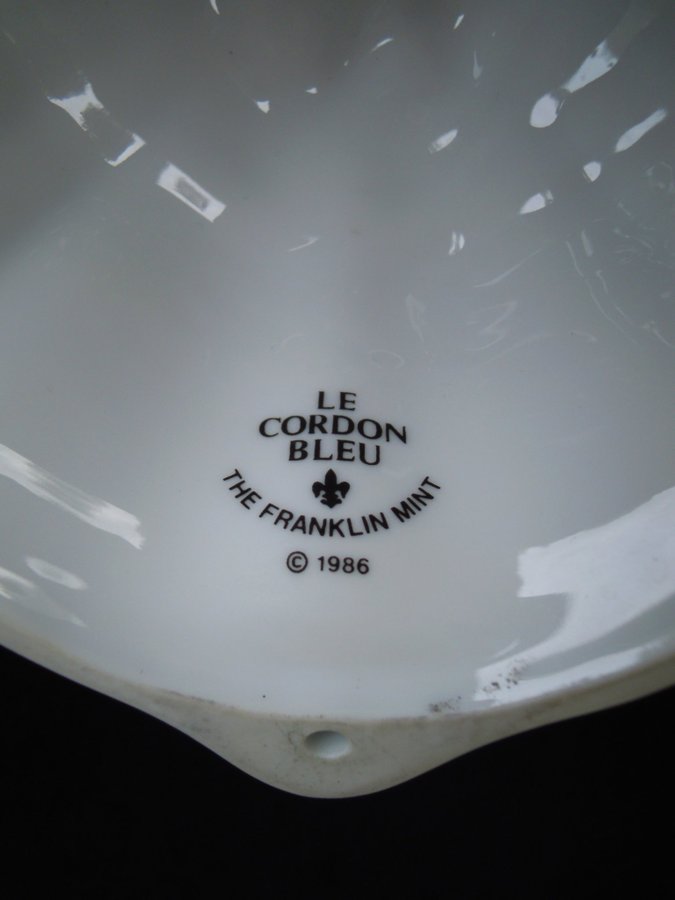 LE
CORDON
BLEU
THE FRANKLIN MINT
© 1986